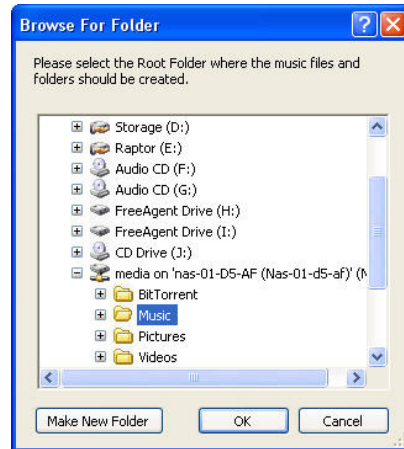 Browse For Folder
Please select the Root Folder where the music files and
folders should be created.
Storage (D:)
Raptor (E:)
Audio CD (F:)
Audio CD (G:)
FreeAgent Drive (H:)
FreeAgent Drive (I:)
CD Drive (J:)
media on 'nas-01-D5-AF (Nas-01-d5-af)' (N
BitTorrent
Music
Pictures
Videos
Make New Folder OK Cancel